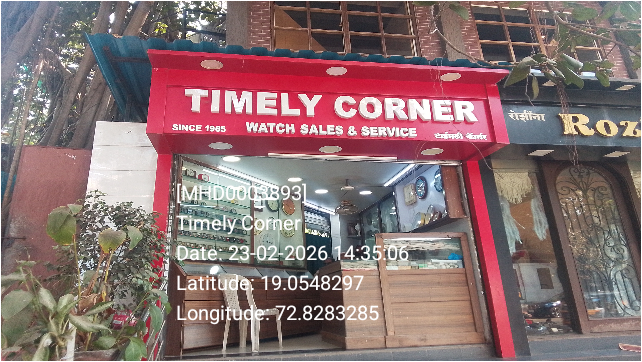 TIMELY CORNER
SINCE 1985 WATCH SALES & SERVICE टाईमली कॉर्नर
रोझीना Roz
[MHD0003893]
Timely Corner
Date: 23-02-2026 14:35:06
Latitude: 19.0548297
Longitude: 72.8283285